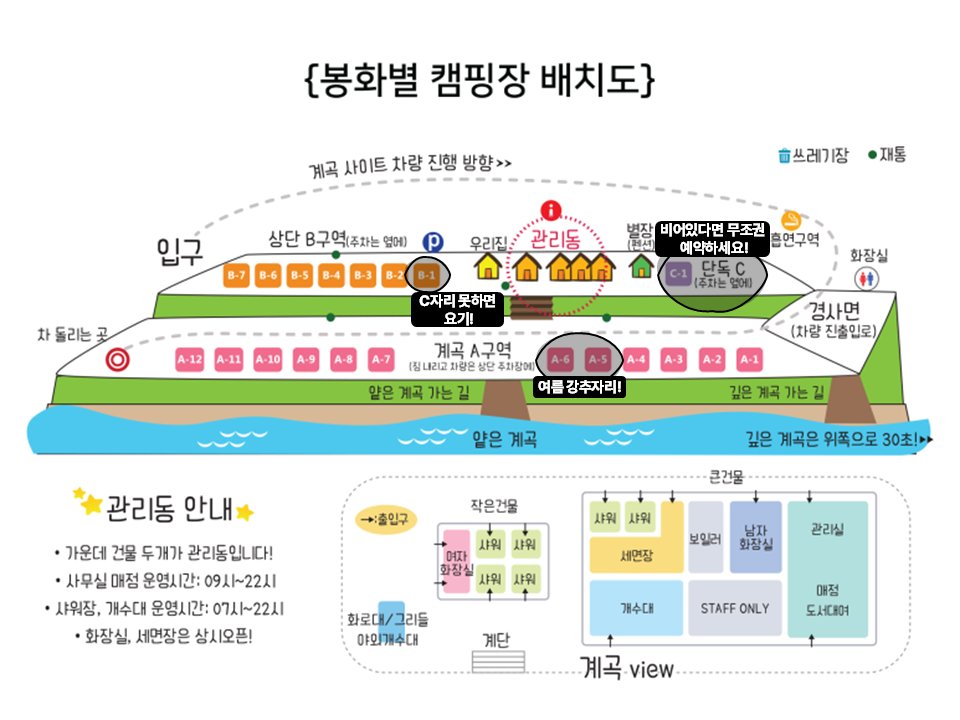 {봉화별 캠핑장 배치도}
쓰레기장
재통
계곡 사이트 차량 진행 방향>>
입구
상단 B구역(주차는 옆에)
P
우리집
i
관리동
별장
(펜션)
비어있다면 무조권
예약하세요!
흡연구역
화장실
B-7 B-6 B-5 B-4 B-3 B-2 B-1
C-1
단독 C
(주차는 옆에)
C자리 못하면
요기!
경사면
(차량 진출입로)
차 돌리는 곳
A-12 A-11 A-10 A-9 A-8 A-7
계곡 A구역
(짐 내리고 차량은 상단 주차장에)
A-6 A-5 A-4 A-3 A-2 A-1
여름 강추자리!
얕은 계곡 가는 길
깊은 계곡 가는 길
얕은 계곡
깊은 계곡은 위쪽으로 30초!▸▸
관리동 안내
• 가운데 건물 두개가 관리동입니다!
• 사무실 매점 운영시간: 09시~22시
• 샤워장, 개수대 운영시간: 07시~22시
• 화장실, 세면장은 상시오픈!
→:출입구
작은건물
여자
화장실
샤워 샤워
샤워 샤워
화로대/그리들
야외개수대
계단
큰건물
샤워 샤워
세면장
보일러
남자
화장실
관리실
개수대
STAFF ONLY
매점
도서대여
계곡 view